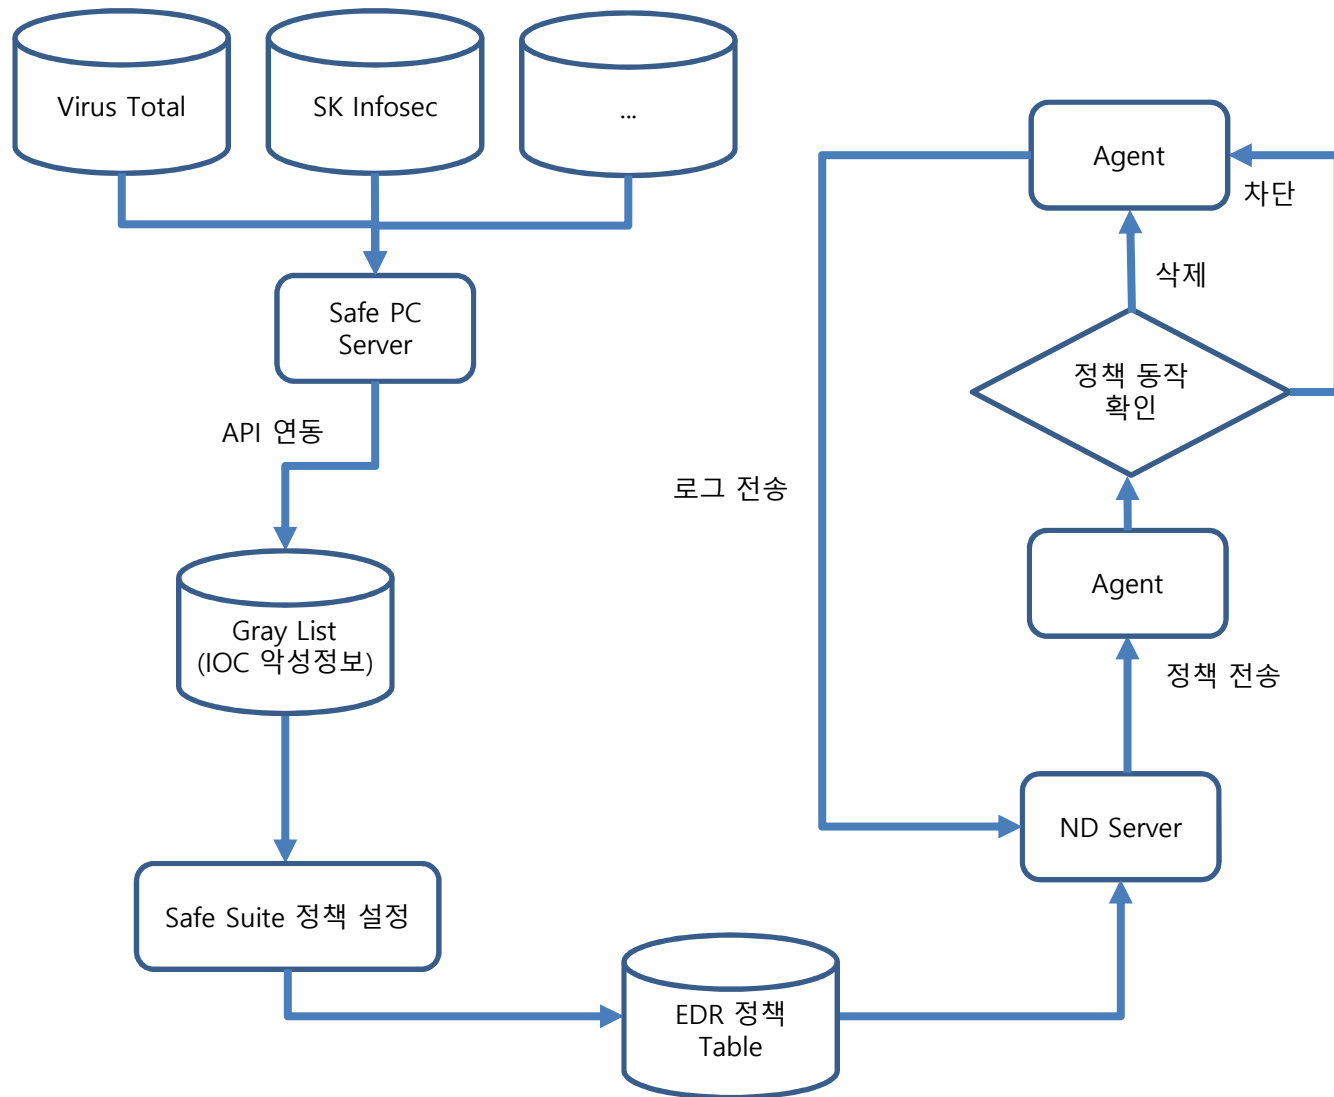 Virus Total
SK Infosec
...
Safe PC
Server
API 연동
Gray List
(IOC 악성정보)
Safe Suite 정책 설정
EDR 정책
Table
ND Server
정책 전송
Agent
정책 동작
확인
삭제
차단
Agent
로그 전송